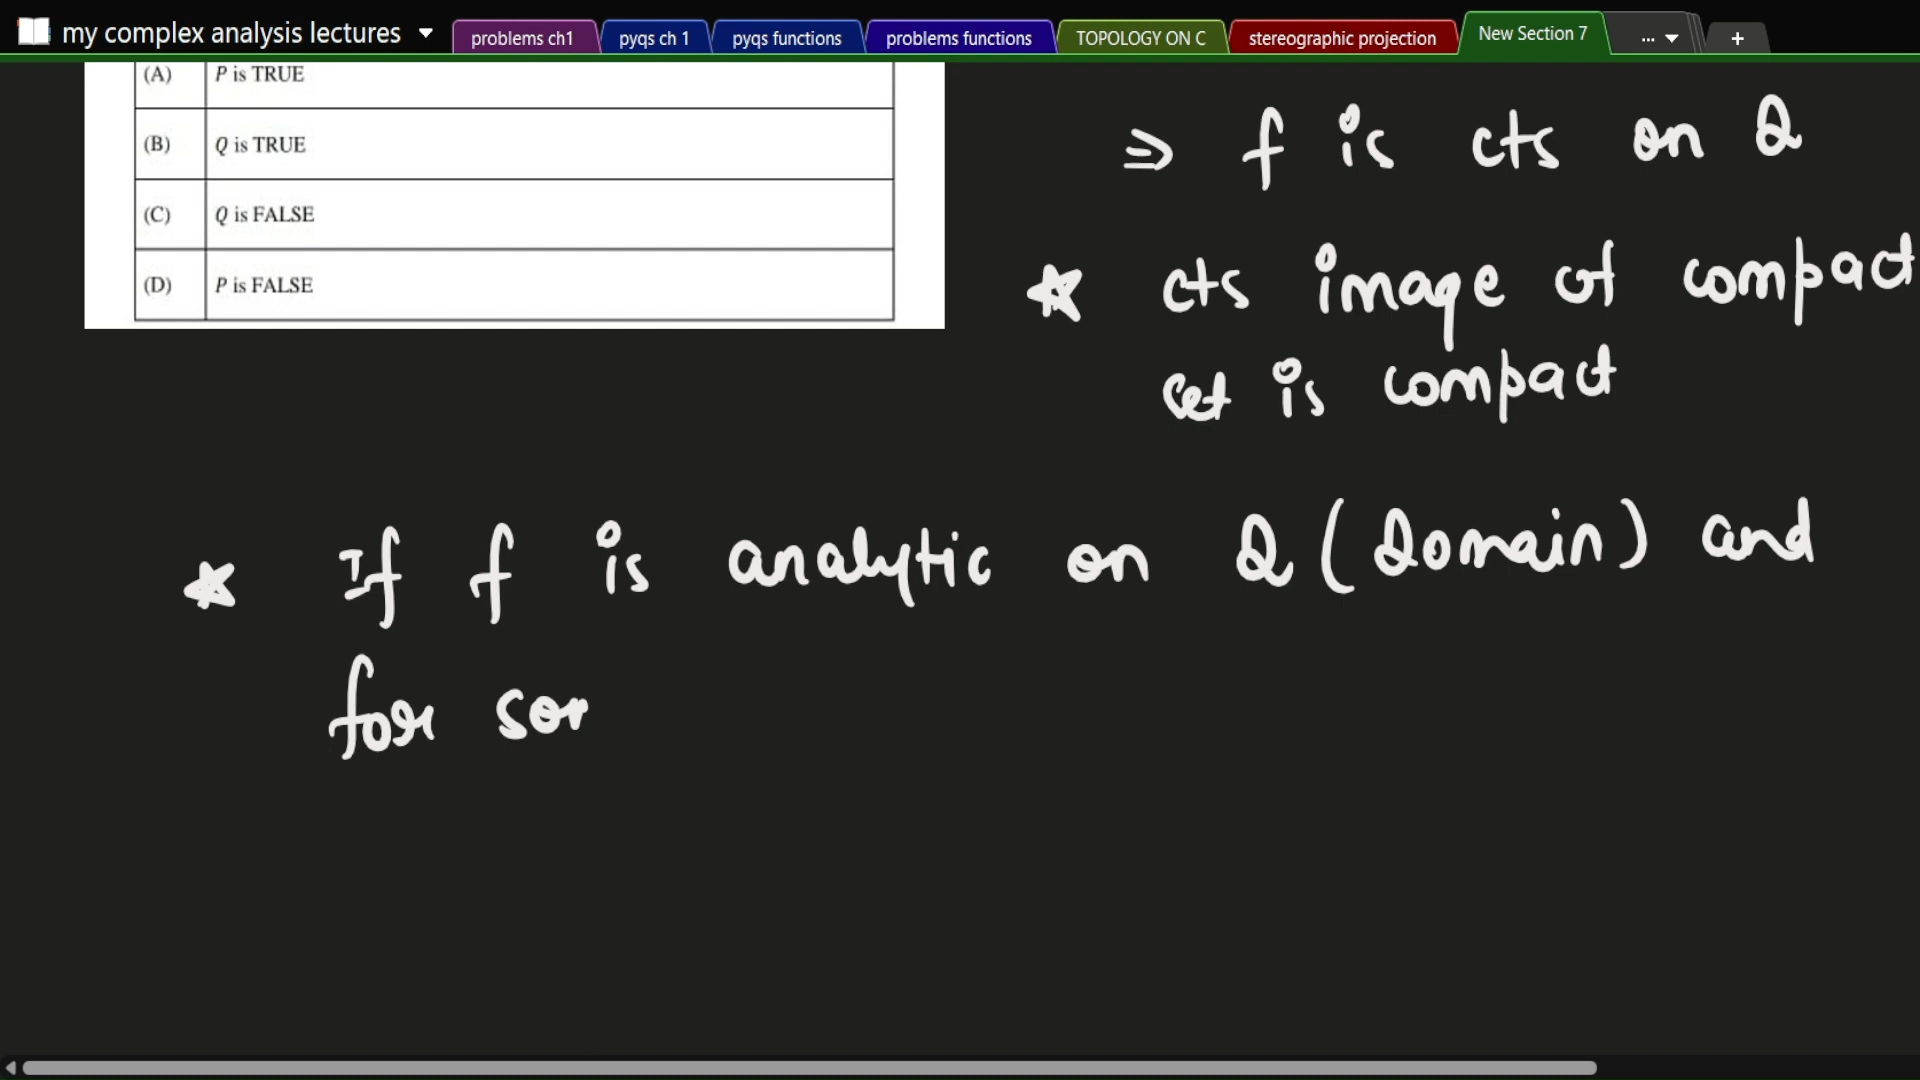 my complex analysis lectures
problems ch1
pyqs ch 1
pyqs functions
problems functions
TOPOLOGY ON C
stereographic projection
New Section 7
...
+
(A) P is TRUE
(B) Q is TRUE
(C) Q is FALSE
(D) P is FALSE
⇒ f is cts on D
★ cts image of compact
set is compact
★ If f is analytic on D (Domain) and
for som